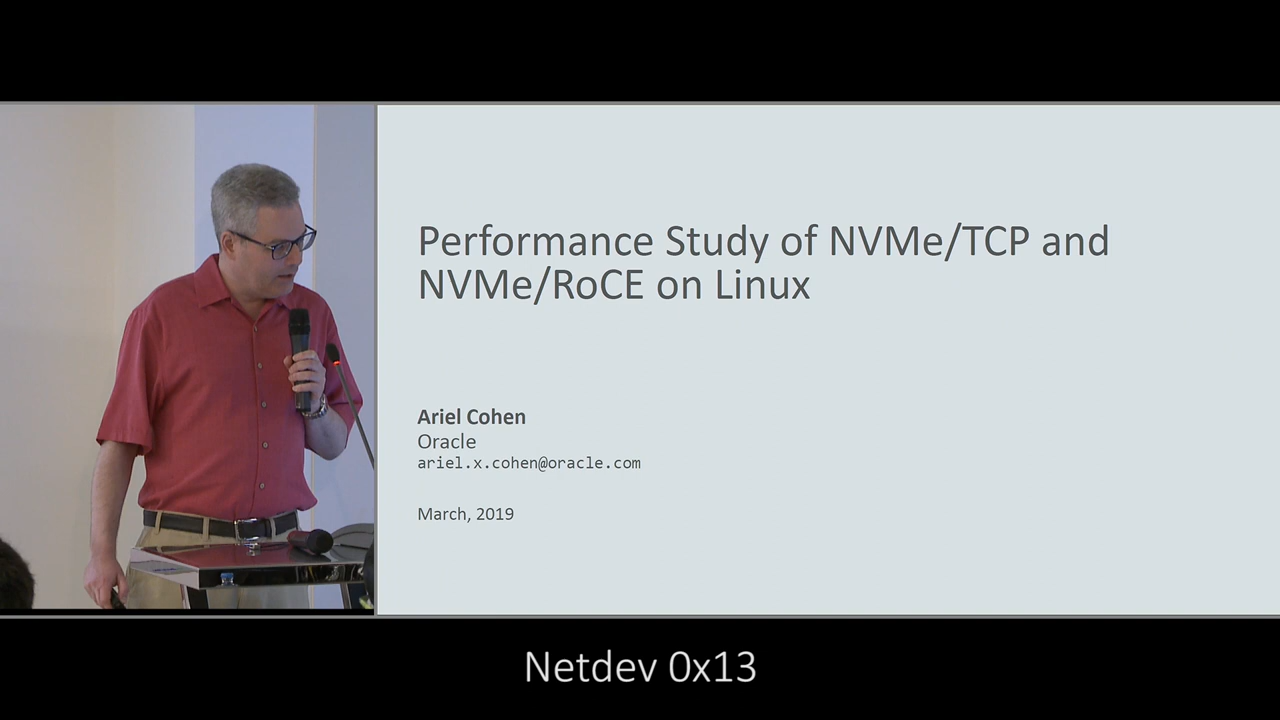 Performance Study of NVMe/TCP and
NVMe/RoCE on Linux
Ariel Cohen
Oracle
ariel.x.cohen@oracle.com
March, 2019
Netdev 0x13